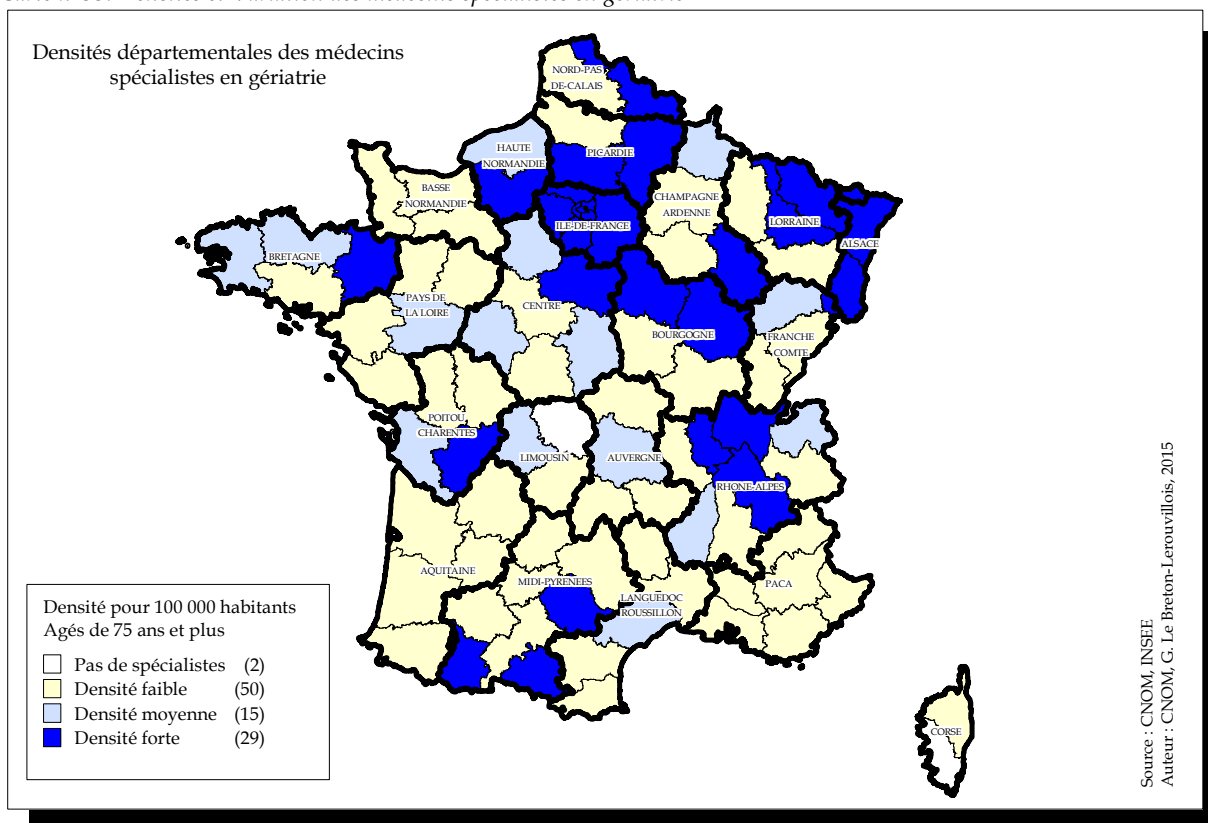 Densités départementales des médecins
spécialistes en gériatrie
NORD-PAS
DE-CALAIS
HAUTE
NORMANDIE
PICARDIE
BASSE
NORMANDIE
CHAMPAGNE
ARDENNE
ILE-DE-FRANCE
LORRAINE
ALSACE
BRETAGNE
PAYS DE
LA LOIRE
CENTRE
BOURGOGNE
FRANCHE
COMTE
POITOU
CHARENTES
LIMOUSIN
AUVERGNE
RHONE-ALPES
AQUITAINE
MIDI-PYRENEES
LANGUEDOC
ROUSSILLON
PACA
CORSE
Densité pour 100 000 habitants
Agés de 75 ans et plus
Pas de spécialistes (2)
Densité faible (50)
Densité moyenne (15)
Densité forte (29)
Source : CNOM, INSEE
Auteur : CNOM, G. Le Breton-Lerouvillois, 2015